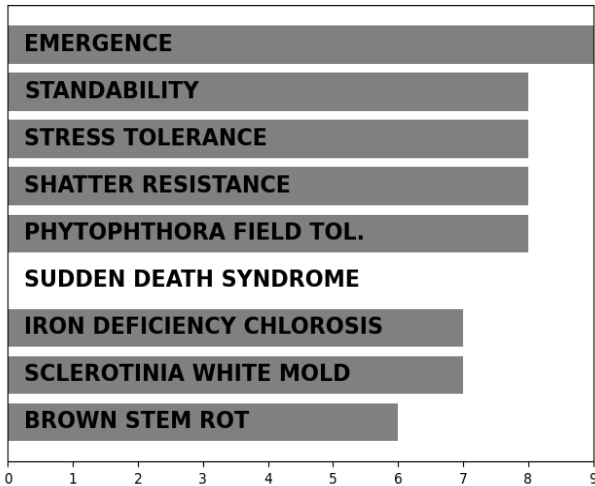 EMERGENCE
STANDABILITY
STRESS TOLERANCE
SHATTER RESISTANCE
PHYTOPHTHORA FIELD TOL.
SUDDEN DEATH SYNDROME
IRON DEFICIENCY CHLOROSIS
SCLEROTINIA WHITE MOLD
BROWN STEM ROT
0 1 2 3 4 5 6 7 8 9